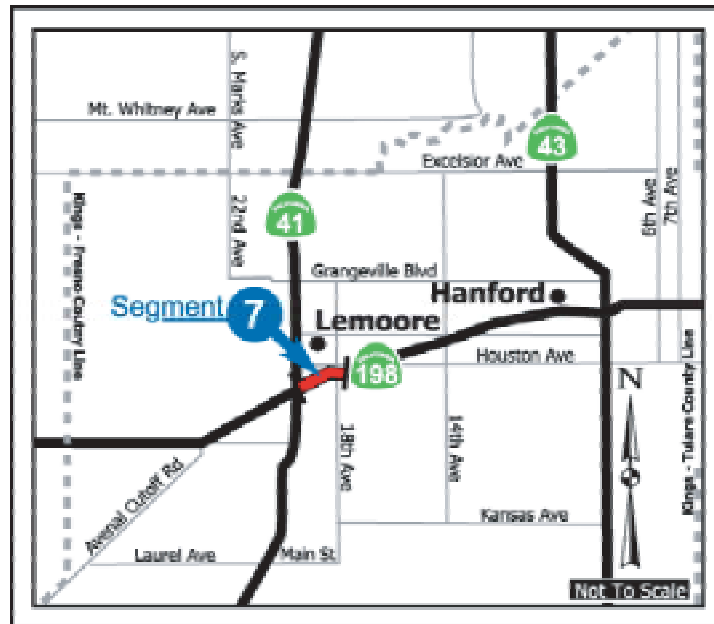 Mt. Whitney Ave
S. Marks Ave
43
Excelsior Ave
Kings - Fresno County Line
22nd Ave
41
6th Ave
7th Ave
Grangeville Blvd
Hanford
Segment 7
Lemoore
198
Houston Ave
N
18th Ave
14th Ave
Kings - Tulare County Line
Avenal Cutoff Rd
Kansas Ave
Laurel Ave
Main St.
Not To Scale